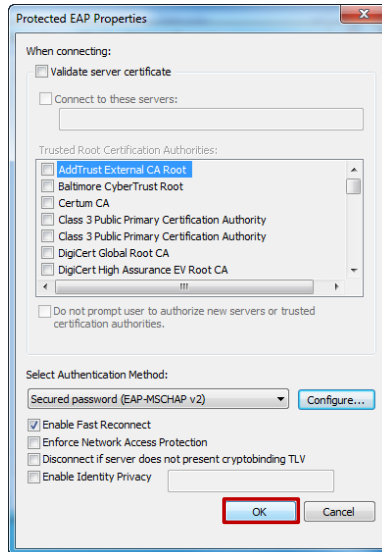 Protected EAP Properties
When connecting:
Validate server certificate
Connect to these servers:
Trusted Root Certification Authorities:
AddTrust External CA Root
Baltimore CyberTrust Root
Certum CA
Class 3 Public Primary Certification Authority
Class 3 Public Primary Certification Authority
DigiCert Global Root CA
DigiCert High Assurance EV Root CA
Do not prompt user to authorize new servers or trusted
certification authorities.
Select Authentication Method:
Secured password (EAP-MSCHAP v2) Configure...
Enable Fast Reconnect
Enforce Network Access Protection
Disconnect if server does not present cryptobinding TLV
Enable Identity Privacy
OK Cancel